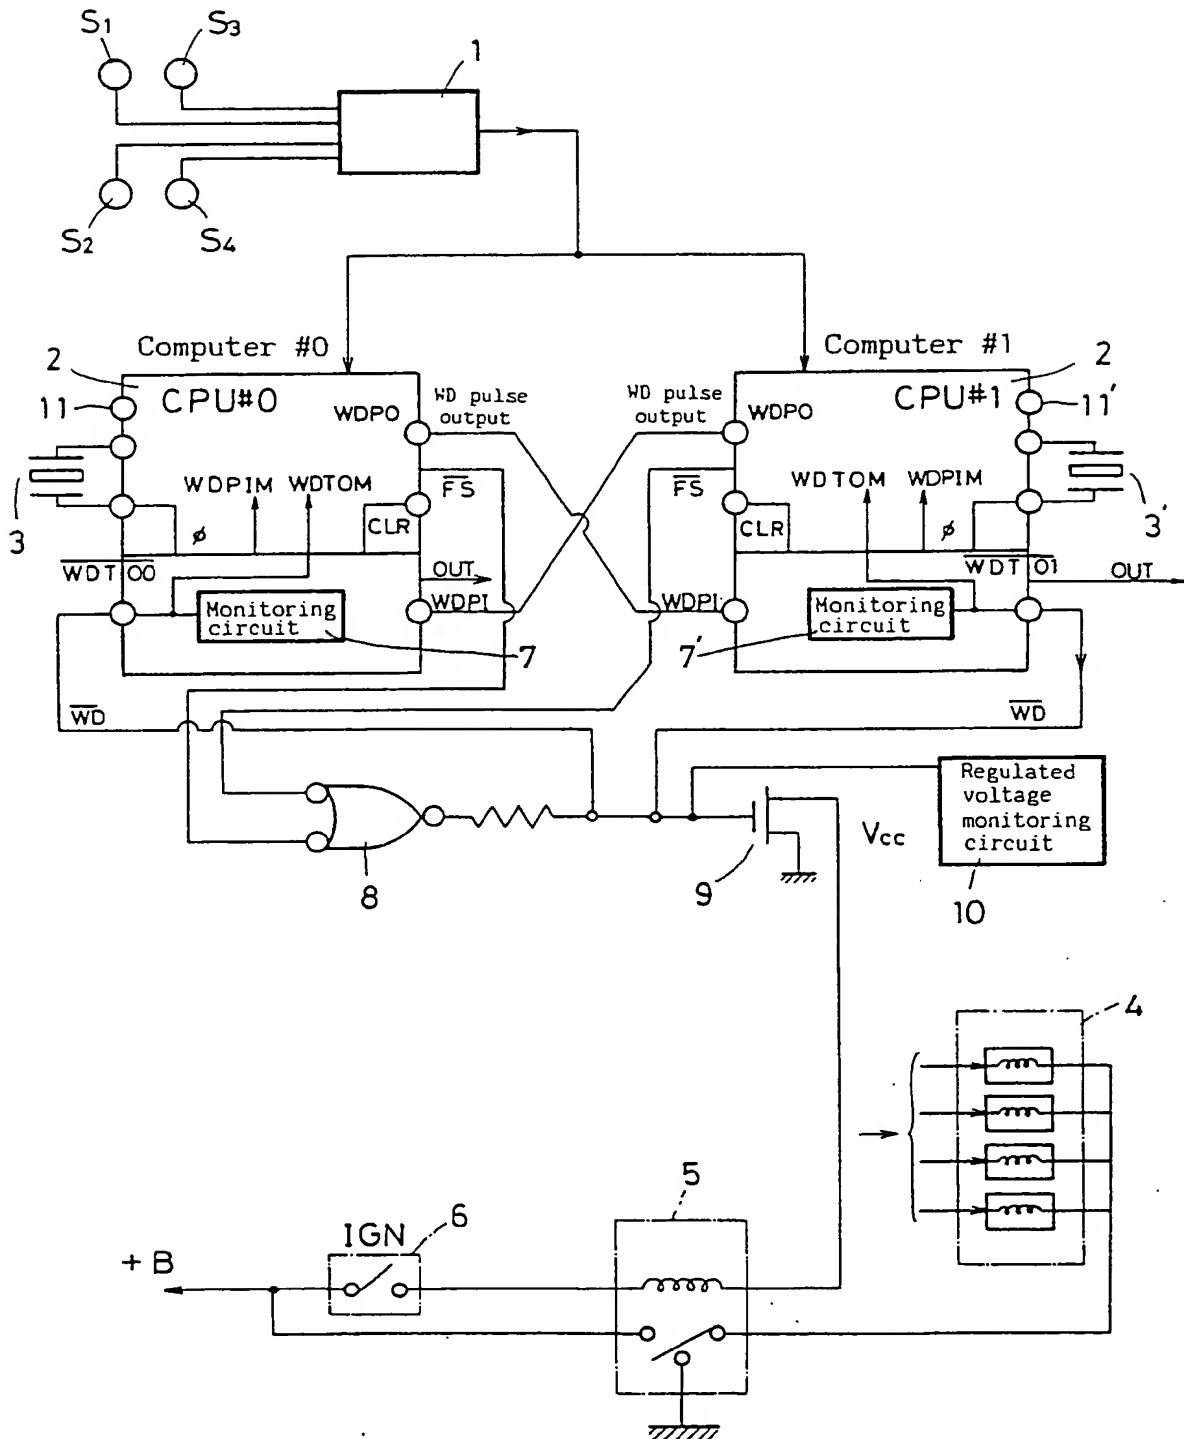 S1
S3
1
S2
S4
Computer #0
Computer #1
2
2
CPU#0
CPU#1
11
11'
WDPO
WD pulse
output
WD pulse
output
WDPO
WDPIM
WDTOM
FS
FS
WDTOM
WDPIM
3
φ
CLR
CLR
φ
3'
WDT 00
WDT 01
OUT
OUT
WDPI
WDPI
Monitoring
circuit
Monitoring
circuit
7
7'
WD
WD
8
9
Vcc
Regulated
voltage
monitoring
circuit
10
4
5
6
IGN
+B